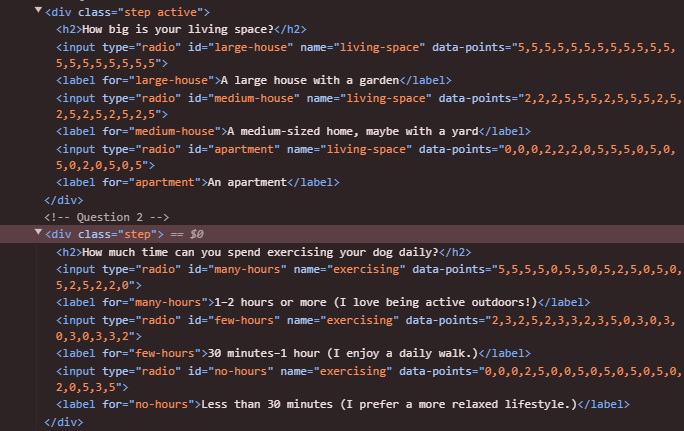 <div class="step active">
<h2>How big is your living space?</h2>
<input type="radio" id="large-house" name="living-space" data-points="5,5,5,5,5,5,5,5,5,5,5,5,5,
5,5,5,5,5,5,5,5">
<label for="large-house">A large house with a garden</label>
<input type="radio" id="medium-house" name="living-space" data-points="2,2,2,5,5,5,2,5,5,5,2,5,
2,5,2,5,2,5,2,5">
<label for="medium-house">A medium-sized home, maybe with a yard</label>
<input type="radio" id="apartment" name="living-space" data-points="0,0,0,2,2,2,0,5,5,5,0,5,0,
5,0,2,0,5,0,5">
<label for="apartment">An apartment</label>
</div>
<!-- Question 2 -->
<div class="step"> == $0
<h2>How much time can you spend exercising your dog daily?</h2>
<input type="radio" id="many-hours" name="exercising" data-points="5,5,5,5,0,5,5,0,5,2,5,0,5,0,
5,2,5,2,2,0">
<label for="many-hours">1–2 hours or more (I love being active outdoors!)</label>
<input type="radio" id="few-hours" name="exercising" data-points="2,3,2,5,2,3,3,2,3,5,0,3,0,3,
0,3,0,3,3,2">
<label for="few-hours">30 minutes–1 hour (I enjoy a daily walk.)</label>
<input type="radio" id="no-hours" name="exercising" data-points="0,0,0,2,5,0,0,5,0,5,0,5,0,5,0,
2,0,5,3,5">
<label for="no-hours">Less than 30 minutes (I prefer a more relaxed lifestyle.)</label>
</div>